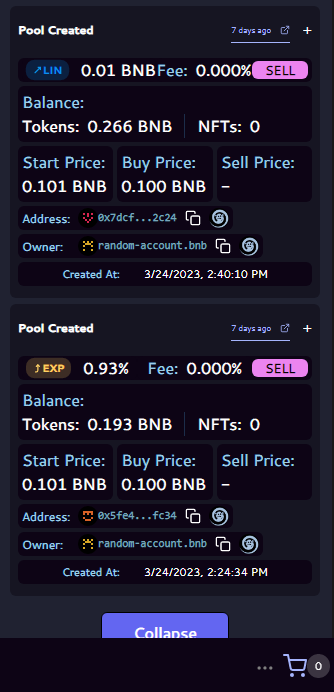 Pool Created 7 days ago
LIN 0.01 BNB Fee: 0.000% SELL
Balance:
Tokens: 0.266 BNB NFTs: 0
Start Price: Buy Price: Sell Price:
0.101 BNB 0.100 BNB –
Address: 0x7dcf...2c24
Owner: random-account.bnb
Created At: 3/24/2023, 2:40:10 PM
Pool Created 7 days ago
EXP 0.93% Fee: 0.000% SELL
Balance:
Tokens: 0.193 BNB NFTs: 0
Start Price: Buy Price: Sell Price:
0.101 BNB 0.100 BNB –
Address: 0x5fe4...fc34
Owner: random-account.bnb
Created At: 3/24/2023, 2:24:34 PM
Collapse
0